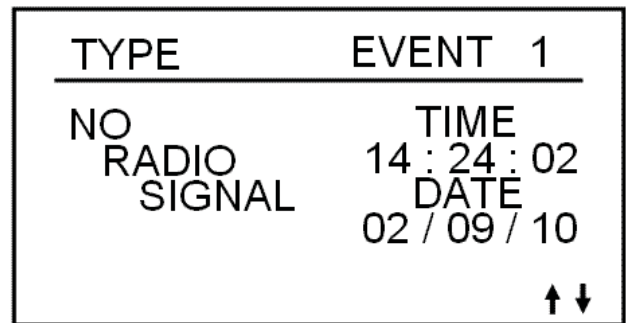 TYPE EVENT 1
NO TIME
RADIO 14 : 24 : 02
SIGNAL DATE
02 / 09 / 10